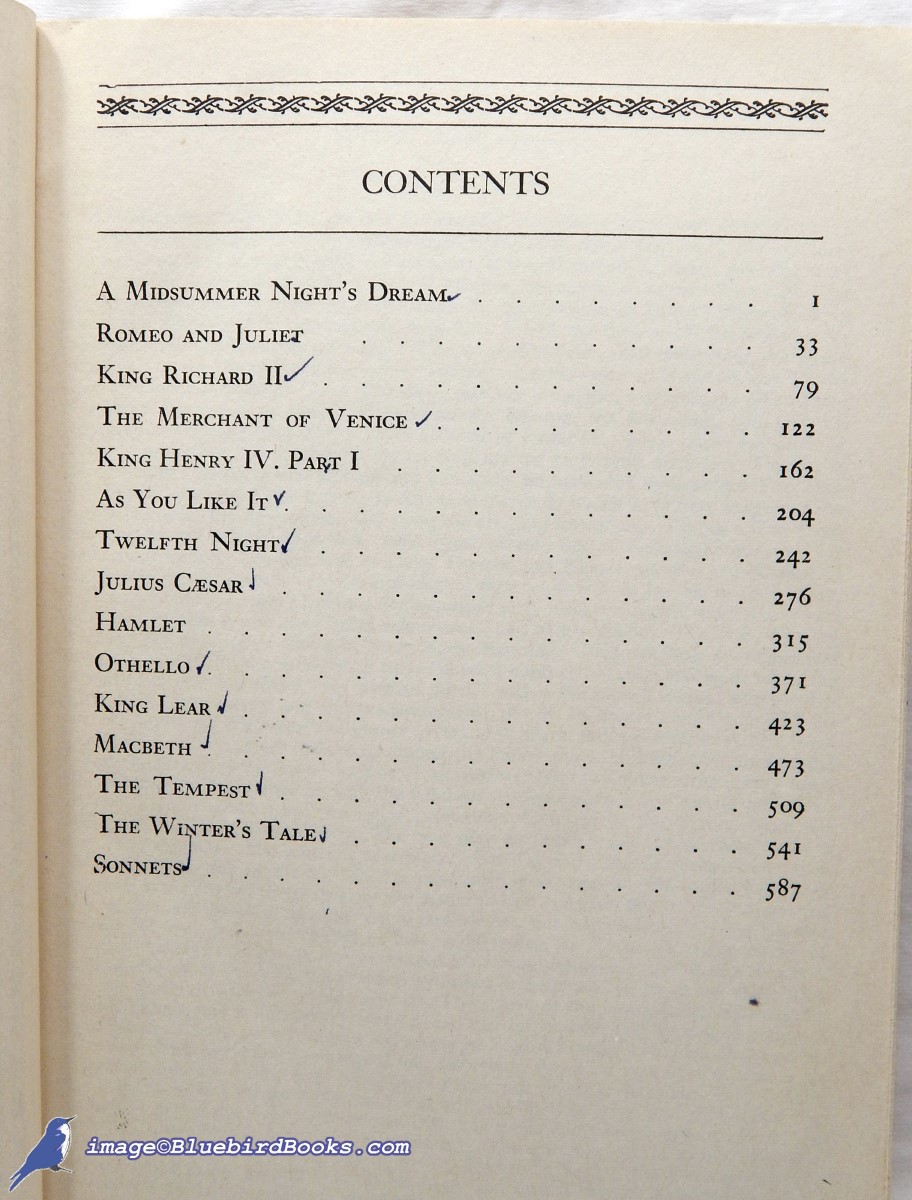 CONTENTS
A MIDSUMMER NIGHT'S DREAM . . . . . . . . 1
ROMEO AND JULIET . . . . . . . . . . . 33
KING RICHARD II . . . . . . . . . . . . 79
THE MERCHANT OF VENICE . . . . . . . . . 122
KING HENRY IV. PART I . . . . . . . . . . 162
AS YOU LIKE IT . . . . . . . . . . . . . 204
TWELFTH NIGHT . . . . . . . . . . . . 242
JULIUS CÆSAR . . . . . . . . . . . . . 276
HAMLET . . . . . . . . . . . . . . . 315
OTHELLO . . . . . . . . . . . . . . . 371
KING LEAR . . . . . . . . . . . . . . 423
MACBETH . . . . . . . . . . . . . . . 473
THE TEMPEST . . . . . . . . . . . . . 509
THE WINTER'S TALE . . . . . . . . . . . 541
SONNETS . . . . . . . . . . . . . . . 587
image©BluebirdBooks.com